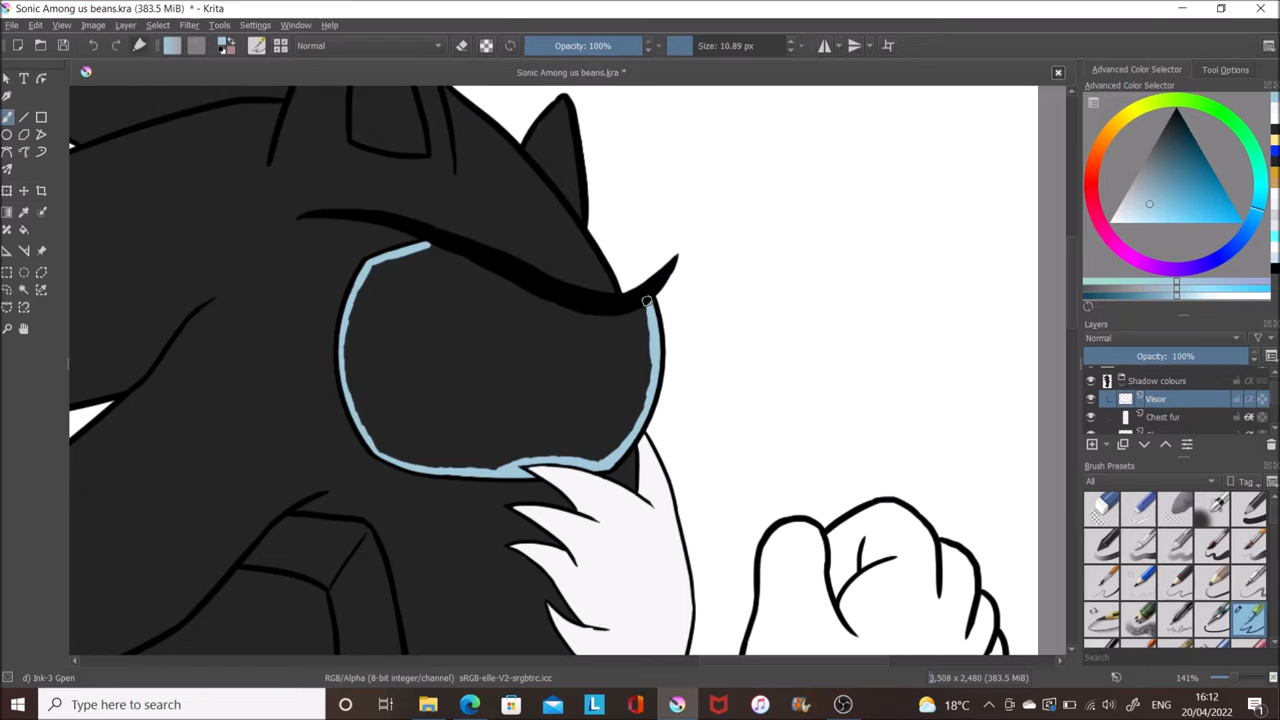 Sonic Among us beans.kra (383.5 MiB) * - Krita
File Edit View Image Layer Select Filter Tools Settings Window Help
Normal Opacity: 100% Size: 10.89 px
Sonic Among us beans.kra *
Advanced Color Selector Tool Options
Advanced Color Selector
Layers
Normal
Opacity: 100%
Shadow colours
Visor
Chest fur
Brush Presets
All Tag
Search
d) Ink-3 Gpen RGB/Alpha (8-bit integer/channel) sRGB-elle-V2-srgbtrc.icc 3,508 x 2,480 (383.5 MiB) 141%
Type here to search 18°C ENG 16:12
20/04/2022